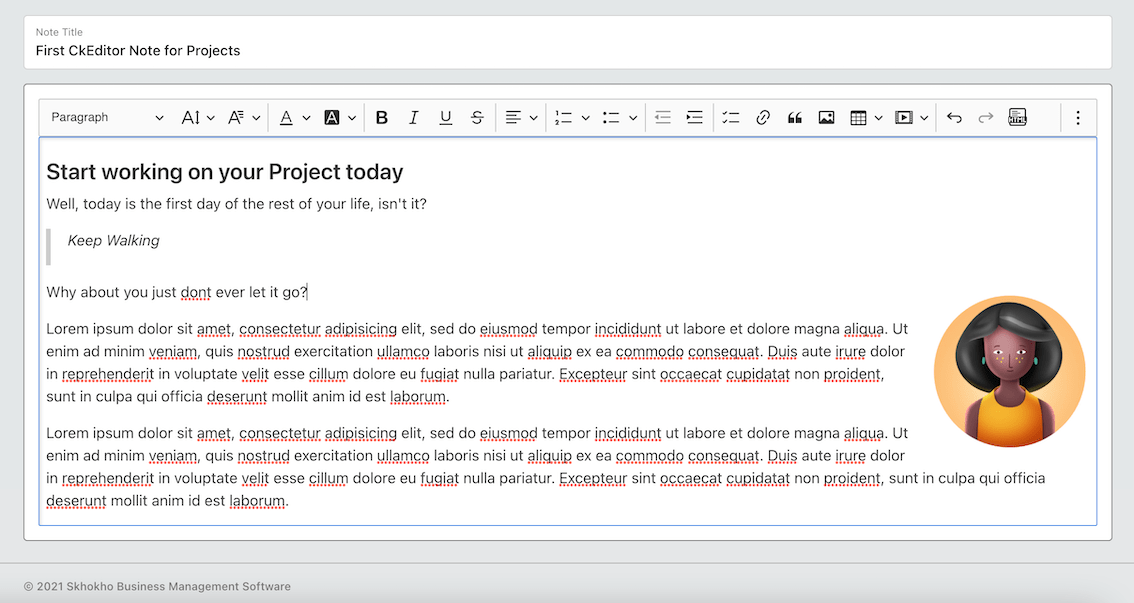 Note Title
First CkEditor Note for Projects
Paragraph
Start working on your Project today
Well, today is the first day of the rest of your life, isn't it?
Keep Walking
Why about you just dont ever let it go?
Lorem ipsum dolor sit amet, consectetur adipisicing elit, sed do eiusmod tempor incididunt ut labore et dolore magna aliqua. Ut
enim ad minim veniam, quis nostrud exercitation ullamco laboris nisi ut aliquip ex ea commodo consequat. Duis aute irure dolor
in reprehenderit in voluptate velit esse cillum dolore eu fugiat nulla pariatur. Excepteur sint occaecat cupidatat non proident,
sunt in culpa qui officia deserunt mollit anim id est laborum.
Lorem ipsum dolor sit amet, consectetur adipisicing elit, sed do eiusmod tempor incididunt ut labore et dolore magna aliqua. Ut
enim ad minim veniam, quis nostrud exercitation ullamco laboris nisi ut aliquip ex ea commodo consequat. Duis aute irure dolor
in reprehenderit in voluptate velit esse cillum dolore eu fugiat nulla pariatur. Excepteur sint occaecat cupidatat non proident, sunt in culpa qui officia
deserunt mollit anim id est laborum.
© 2021 Skhokho Business Management Software